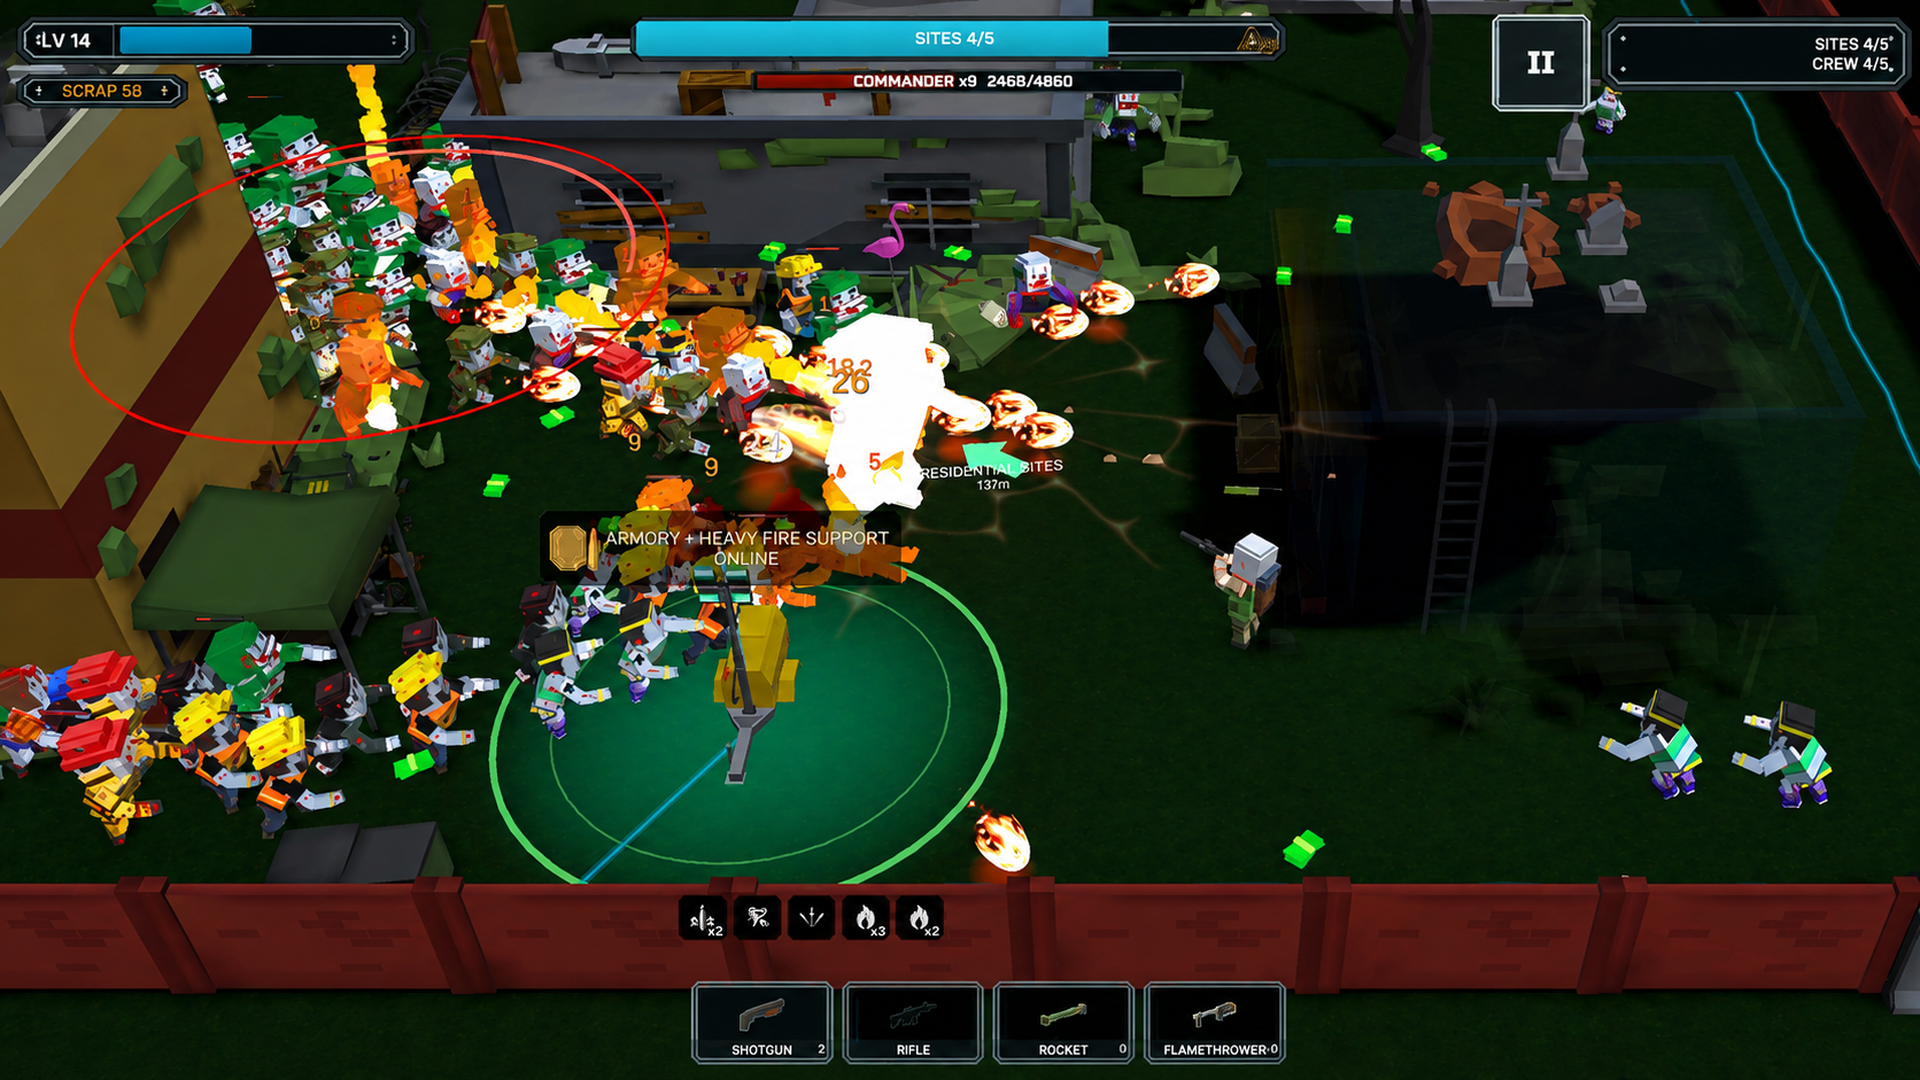 LV 14
SITES 4/5
II
SITES 4/5
CREW 4/5
SCRAP 58
COMMANDER x9 2468/4860
18.2
26
9
9
5
RESIDENTIAL SITES
137m
ARMORY + HEAVY FIRE SUPPORT
ONLINE
x2
x3
x2
SHOTGUN 2
RIFLE
ROCKET 0
FLAMETHROWER 0